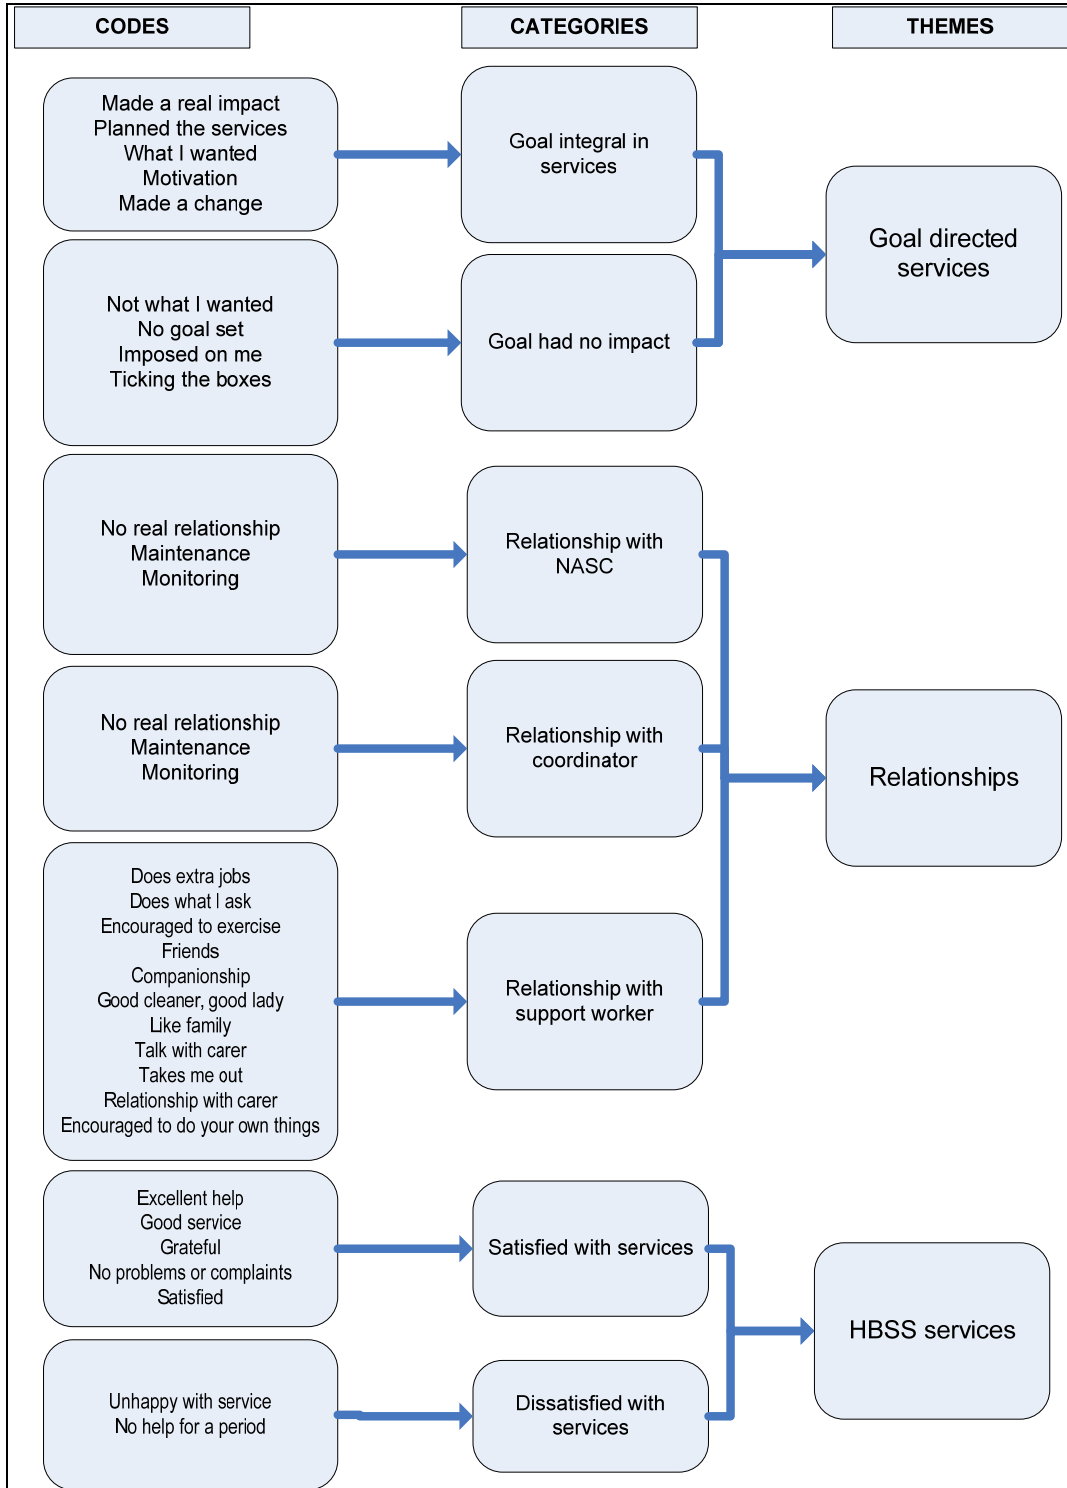 CODES
CATEGORIES
THEMES
Made a real impact
Planned the services
What I wanted
Motivation
Made a change
Goal integral in
services
Goal directed
services
Not what I wanted
No goal set
Imposed on me
Ticking the boxes
Goal had no impact
No real relationship
Maintenance
Monitoring
Relationship with
NASC
No real relationship
Maintenance
Monitoring
Relationship with
coordinator
Relationships
Does extra jobs
Does what I ask
Encouraged to exercise
Friends
Companionship
Good cleaner, good lady
Like family
Talk with carer
Takes me out
Relationship with carer
Encouraged to do your own things
Relationship with
support worker
Excellent help
Good service
Grateful
No problems or complaints
Satisfied
Satisfied with services
HBSS services
Unhappy with service
No help for a period
Dissatisfied with
services